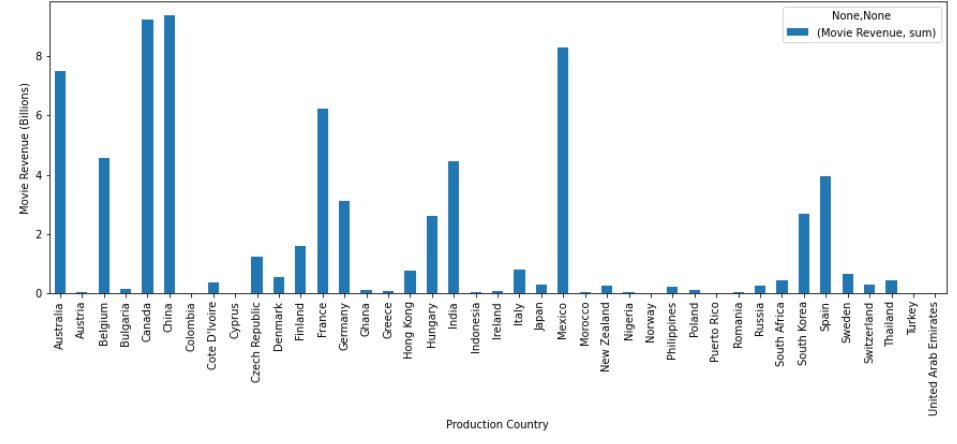 None,None
(Movie Revenue, sum)
Movie Revenue (Billions)
8
6
4
2
0
Australia
Austria
Belgium
Bulgaria
Canada
China
Colombia
Cote D'Ivoire
Cyprus
Czech Republic
Denmark
Finland
France
Germany
Ghana
Greece
Hong Kong
Hungary
India
Indonesia
Ireland
Italy
Japan
Mexico
Morocco
New Zealand
Nigeria
Norway
Philippines
Poland
Puerto Rico
Romania
Russia
South Africa
South Korea
Spain
Sweden
Switzerland
Thailand
Turkey
United Arab Emirates
Production Country